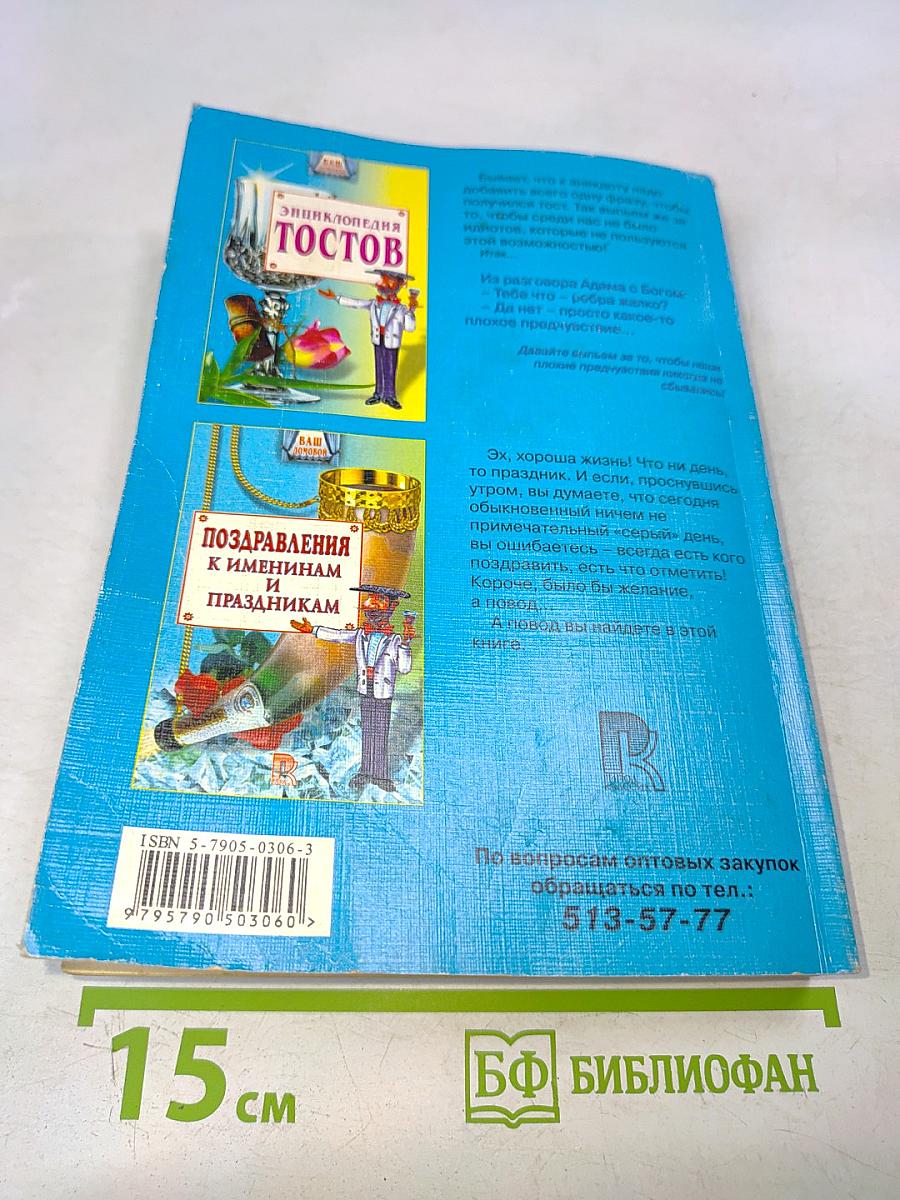 ВАШ
ЭНЦИКЛОПЕДИЯ
ТОСТОВ
Бывает, что к анекдоту надо
добавить всего одну фразу, чтобы
получился тост. Так выпьем же за
то, чтобы среди нас не было
идиотов, которые не пользуются
этой возможностью!
Итак...
Из разговора Адама с Богом:
– Тебе что – ребра жалко?
– Да нет – просто какое-то
плохое предчувствие...
Давайте выпьем за то, чтобы наши
плохие предчувствия никогда не
сбывались!
ВАШ
ДОМОВОЙ
ПОЗДРАВЛЕНИЯ
К ИМЕНИНАМ
И
ПРАЗДНИКАМ
Эх, хороша жизнь! Что ни день,
то праздник. И если, проснувшись
утром, вы думаете, что сегодня
обыкновенный ничем не
примечательный «серый» день,
вы ошибаетесь – всегда есть кого
поздравить, есть что отметить!
Короче, было бы желание,
а повод...
А повод вы найдете в этой
книге.
ISBN 5-7905-0306-3
9 795790 503060 >
По вопросам оптовых закупок
обращаться по тел.:
513-57-77
15 см
БФ БИБЛИОФАН